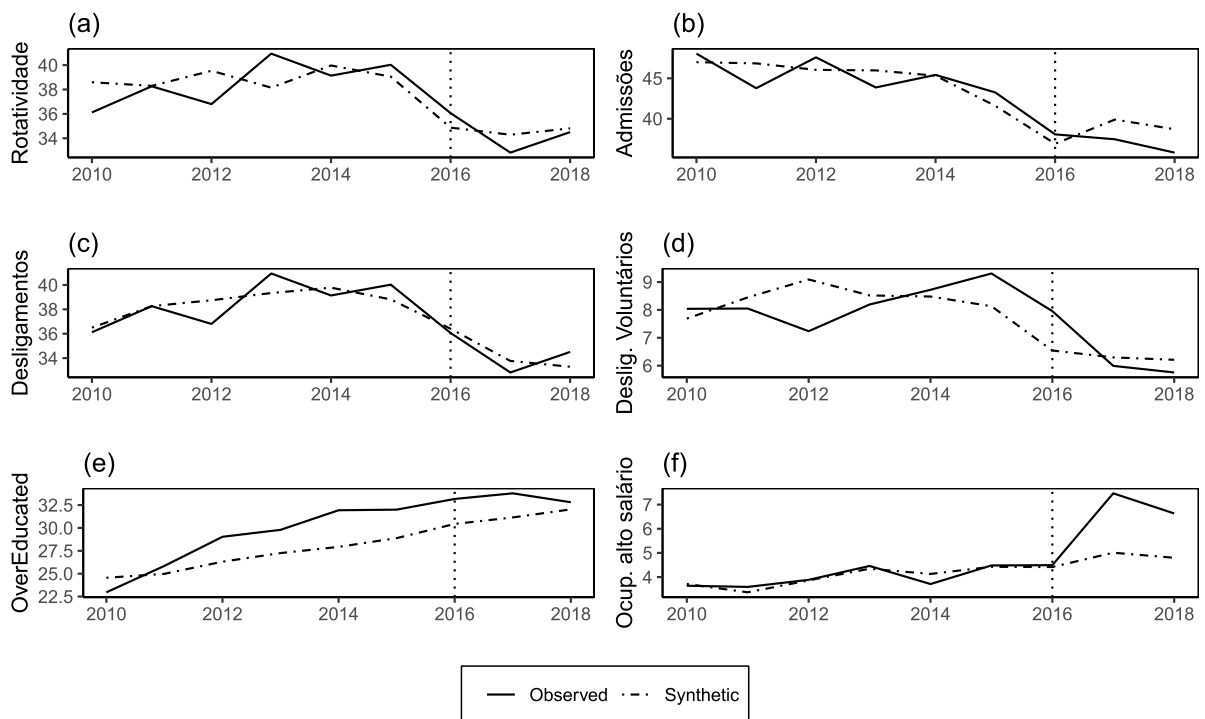 (a)
Rotatividade
40
38
36
34
2010 2012 2014 2016 2018
(b)
Admissões
45
40
2010 2012 2014 2016 2018
(c)
Desligamentos
40
38
36
34
2010 2012 2014 2016 2018
(d)
Deslig. Voluntários
9
8
7
6
2010 2012 2014 2016 2018
(e)
OverEducated
32.5
30.0
27.5
25.0
22.5
2010 2012 2014 2016 2018
(f)
Ocup. alto salário
7
6
5
4
2010 2012 2014 2016 2018
Observed Synthetic